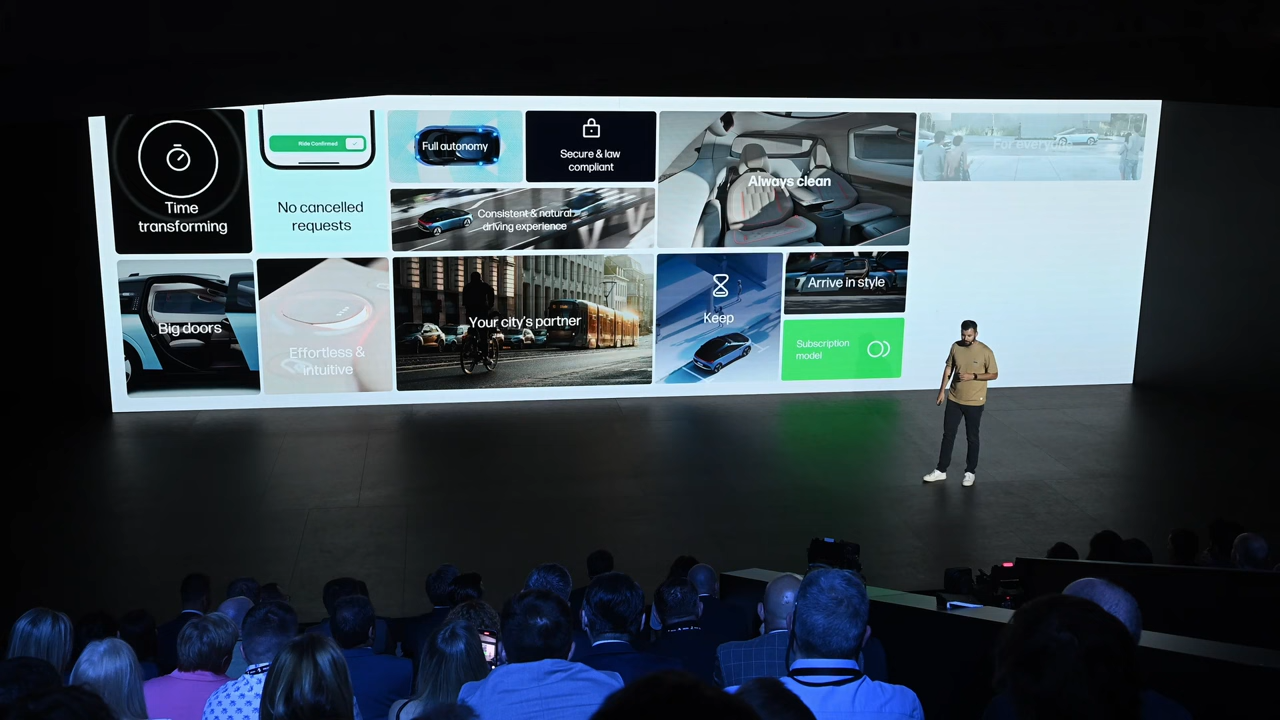 Time
transforming
Ride Confirmed
No cancelled
requests
Full autonomy
Secure & law
compliant
Consistent & natural
driving experience
Always clean
For everyone
Big doors
Effortless &
intuitive
Your city's partner
Keep
Arrive in style
Subscription
model